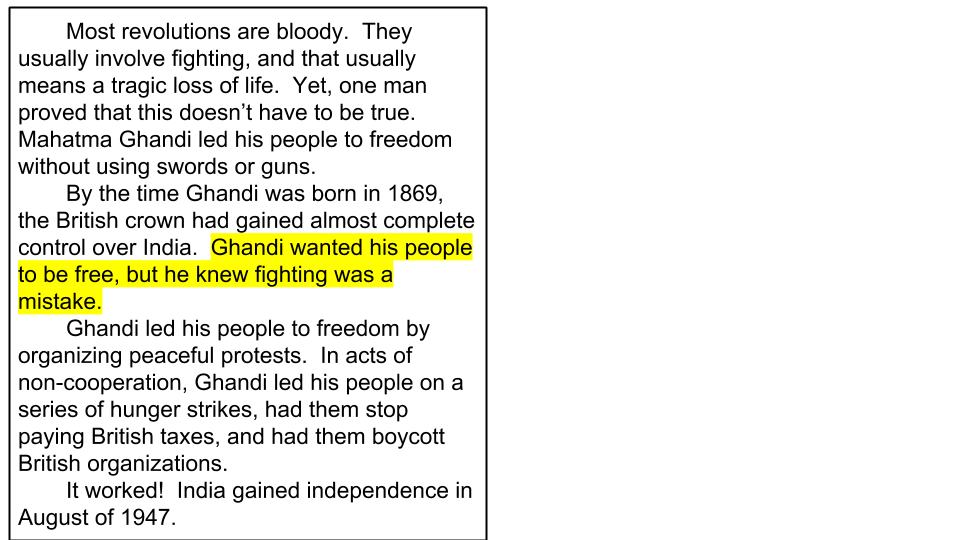 Most revolutions are bloody.  They
usually involve fighting, and that usually
means a tragic loss of life.  Yet, one man
proved that this doesn’t have to be true.
Mahatma Ghandi led his people to freedom
without using swords or guns.
By the time Ghandi was born in 1869,
the British crown had gained almost complete
control over India.  Ghandi wanted his people
to be free, but he knew fighting was a
mistake.
Ghandi led his people to freedom by
organizing peaceful protests.  In acts of
non-cooperation, Ghandi led his people on a
series of hunger strikes, had them stop
paying British taxes, and had them boycott
British organizations.
It worked!  India gained independence in
August of 1947.